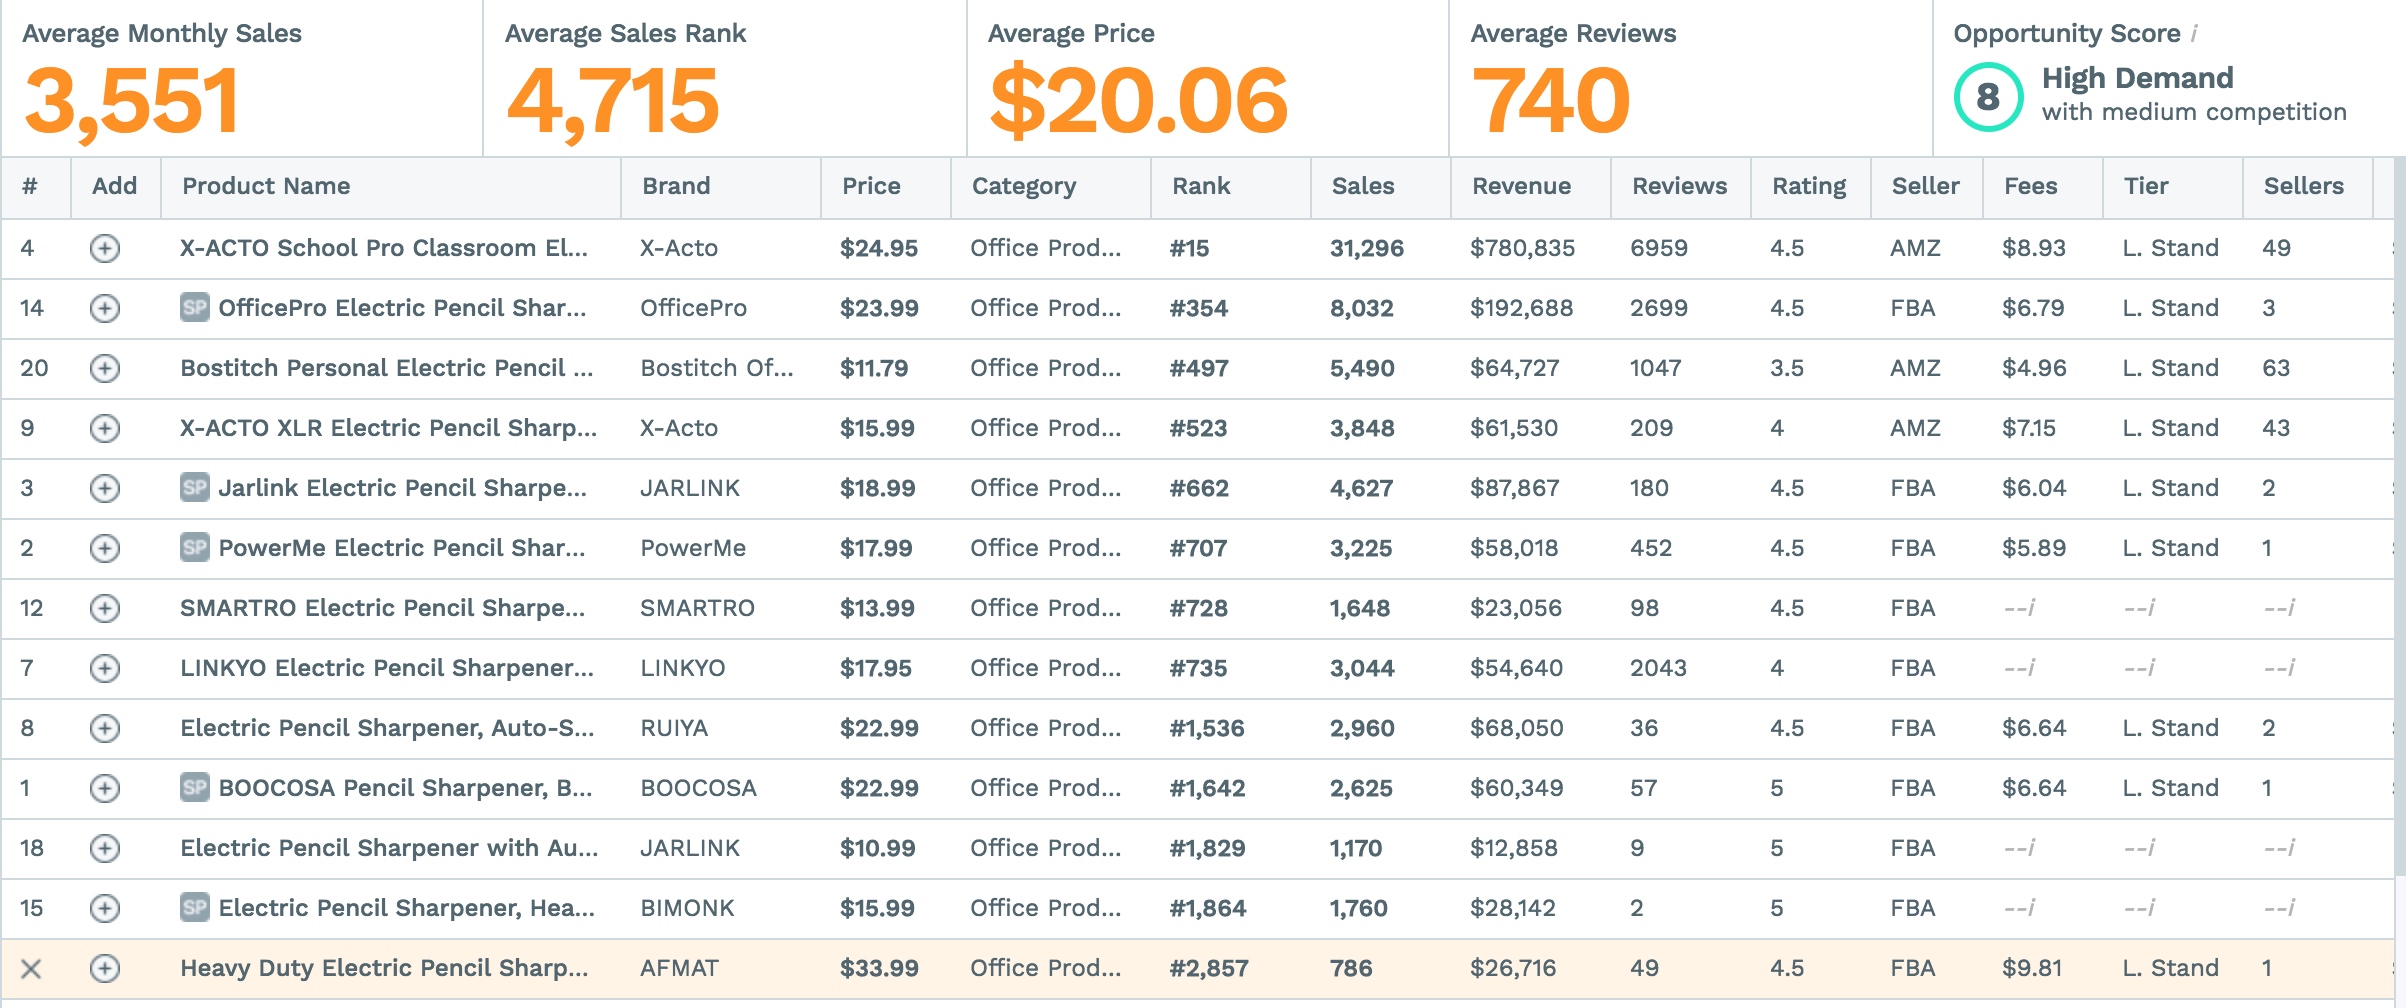 Average Monthly Sales
3,551
Average Sales Rank
4,715
Average Price
$20.06
Average Reviews
740
Opportunity Score i
8 High Demand
with medium competition
# Add Product Name Brand Price Category Rank Sales Revenue Reviews Rating Seller Fees Tier Sellers
4 X-ACTO School Pro Classroom El... X-Acto $24.95 Office Prod... #15 31,296 $780,835 6959 4.5 AMZ $8.93 L. Stand 49
14 SP OfficePro Electric Pencil Shar... OfficePro $23.99 Office Prod... #354 8,032 $192,688 2699 4.5 FBA $6.79 L. Stand 3
20 Bostitch Personal Electric Pencil ... Bostitch Of... $11.79 Office Prod... #497 5,490 $64,727 1047 3.5 AMZ $4.96 L. Stand 63
9 X-ACTO XLR Electric Pencil Sharp... X-Acto $15.99 Office Prod... #523 3,848 $61,530 209 4 AMZ $7.15 L. Stand 43
3 SP Jarlink Electric Pencil Sharpe... JARLINK $18.99 Office Prod... #662 4,627 $87,867 180 4.5 FBA $6.04 L. Stand 2
2 SP PowerMe Electric Pencil Shar... PowerMe $17.99 Office Prod... #707 3,225 $58,018 452 4.5 FBA $5.89 L. Stand 1
12 SMARTRO Electric Pencil Sharpe... SMARTRO $13.99 Office Prod... #728 1,648 $23,056 98 4.5 FBA --i --i --i
7 LINKYO Electric Pencil Sharpener... LINKYO $17.95 Office Prod... #735 3,044 $54,640 2043 4 FBA --i --i --i
8 Electric Pencil Sharpener, Auto-S... RUIYA $22.99 Office Prod... #1,536 2,960 $68,050 36 4.5 FBA $6.64 L. Stand 2
1 SP BOOCOSA Pencil Sharpener, B... BOOCOSA $22.99 Office Prod... #1,642 2,625 $60,349 57 5 FBA $6.64 L. Stand 1
18 Electric Pencil Sharpener with Au... JARLINK $10.99 Office Prod... #1,829 1,170 $12,858 9 5 FBA --i --i --i
15 SP Electric Pencil Sharpener, Hea... BIMONK $15.99 Office Prod... #1,864 1,760 $28,142 2 5 FBA --i --i --i
Heavy Duty Electric Pencil Sharp... AFMAT $33.99 Office Prod... #2,857 786 $26,716 49 4.5 FBA $9.81 L. Stand 1